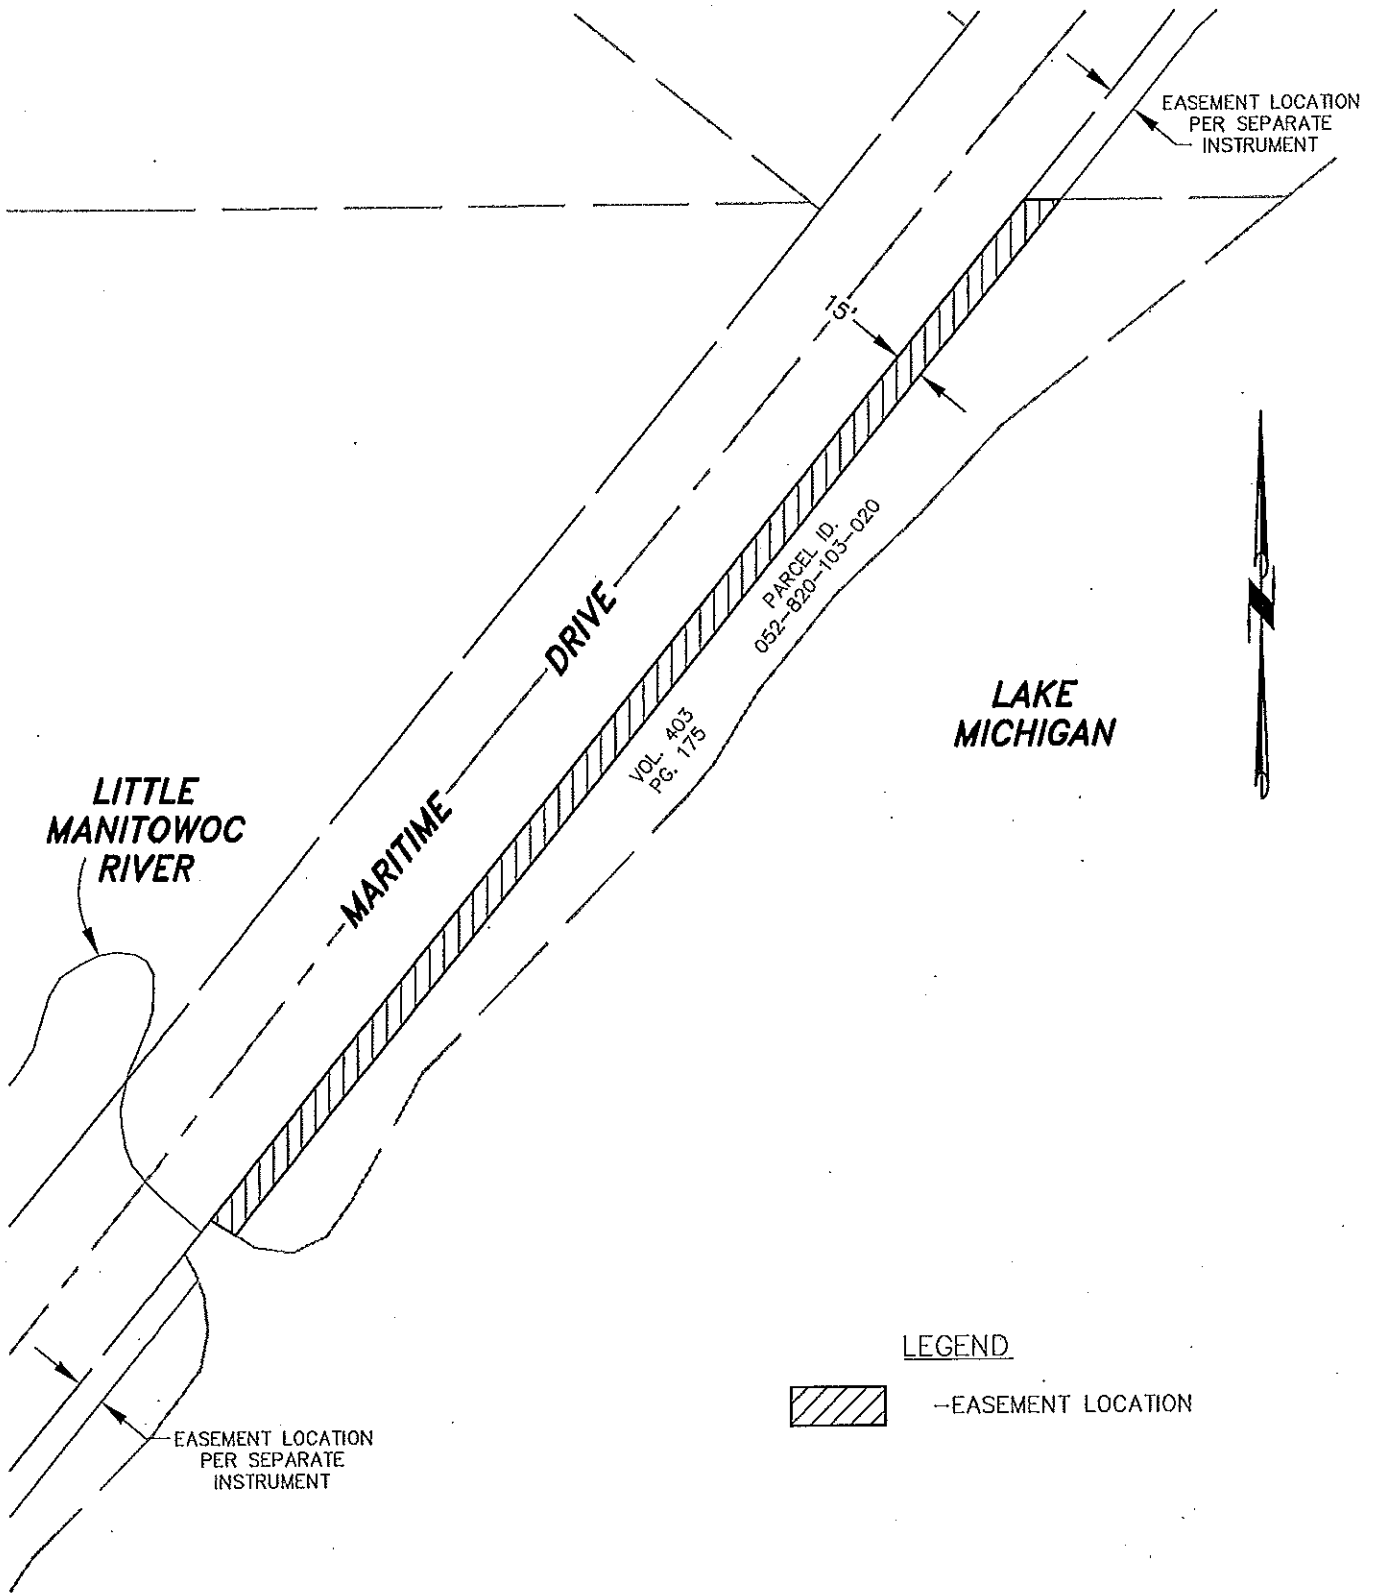 EASEMENT LOCATION
PER SEPARATE
INSTRUMENT
15'
PARCEL ID.
052-820-103-020
DRIVE
LAKE
MICHIGAN
VOL. 403
PG. 175
LITTLE
MANITOWOC
RIVER
MARITIME
LEGEND
-EASEMENT LOCATION
EASEMENT LOCATION
PER SEPARATE
INSTRUMENT